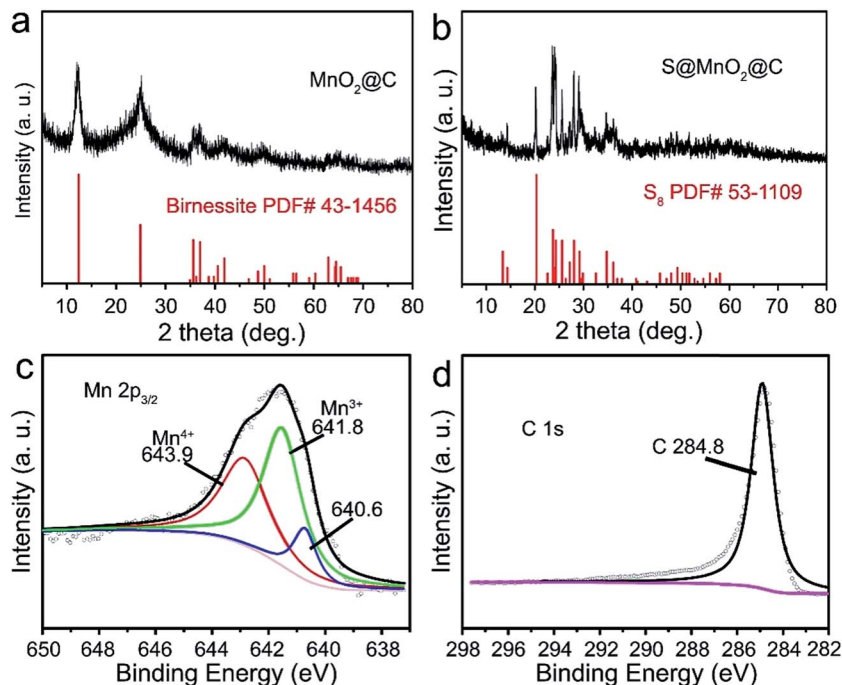 a
MnO₂@C
Intensity (a. u.)
Birnessite PDF# 43-1456
10 20 30 40 50 60 70 80
2 theta (deg.)
b
S@MnO₂@C
Intensity (a. u.)
S₈ PDF# 53-1109
10 20 30 40 50 60 70 80
2 theta (deg.)
c
Mn 2p₃/₂
Mn⁴⁺
643.9
Mn³⁺
641.8
640.6
Intensity (a. u.)
650 648 646 644 642 640 638
Binding Energy (eV)
d
C 1s
C 284.8
Intensity (a. u.)
298 296 294 292 290 288 286 284 282
Binding Energy (eV)